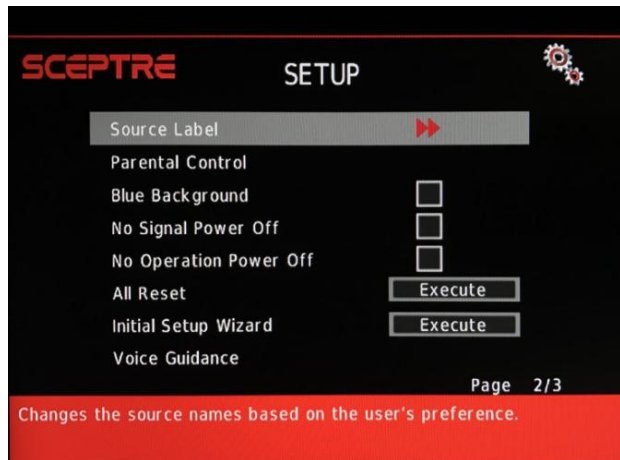 SCEPTRE
SETUP
Source Label
Parental Control
Blue Background
No Signal Power Off
No Operation Power Off
All Reset Execute
Initial Setup Wizard Execute
Voice Guidance
Page 2/3
Changes the source names based on the user's preference.